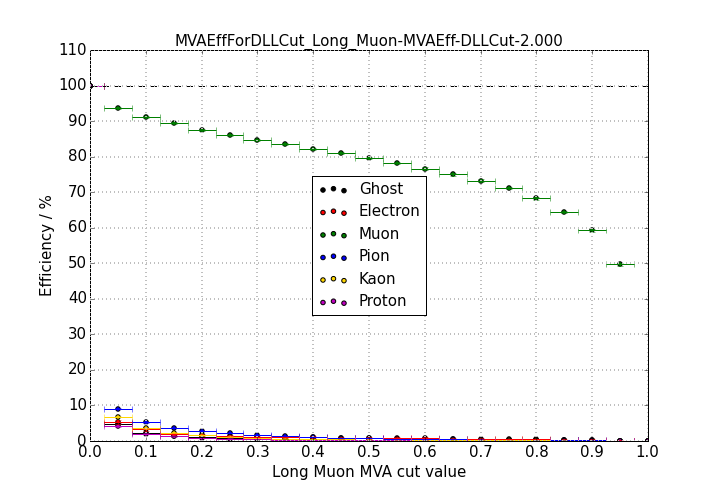 MVAEffForDLLCut_Long_Muon-MVAEff-DLLCut-2.000
110
100
90
80
70
60
50
40
30
20
10
0
Efficiency / %
Ghost
Electron
Muon
Pion
Kaon
Proton
0.0 0.1 0.2 0.3 0.4 0.5 0.6 0.7 0.8 0.9 1.0
Long Muon MVA cut value